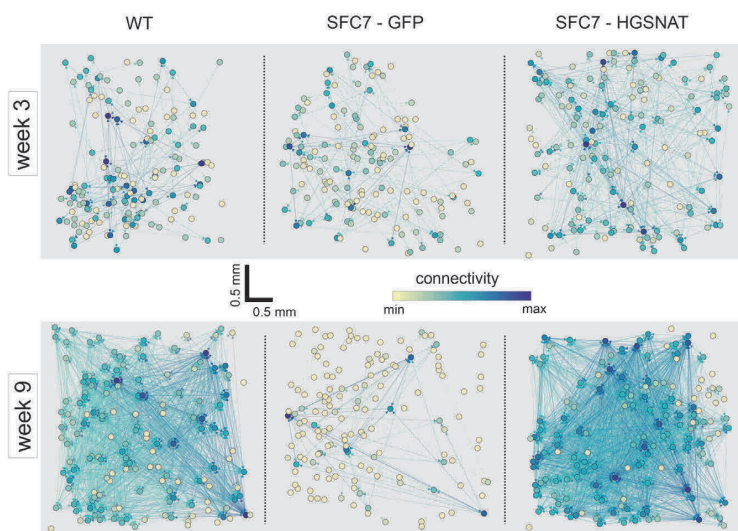 WT SFC7 - GFP SFC7 - HGSNAT
week 3
0.5 mm
0.5 mm
connectivity
min max
week 9